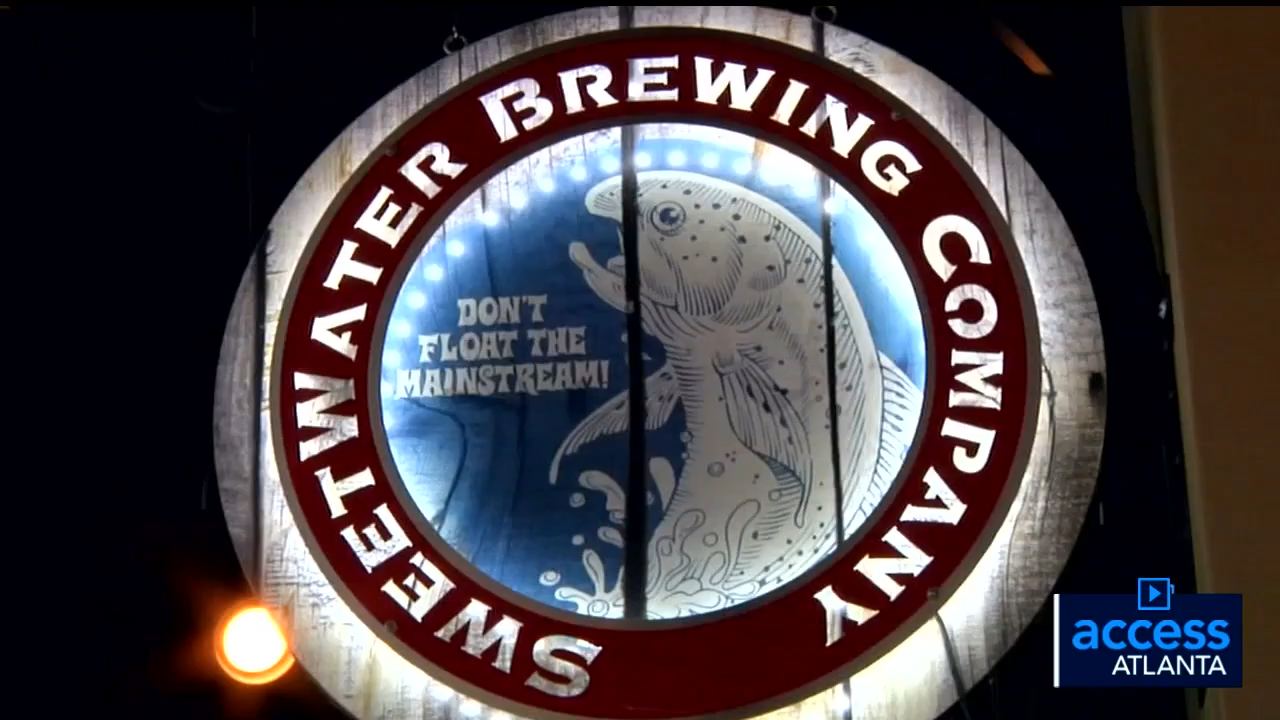 SWEETWATER BREWING COMPANY
DON'T
FLOAT THE
MAINSTREAM!
access
ATLANTA